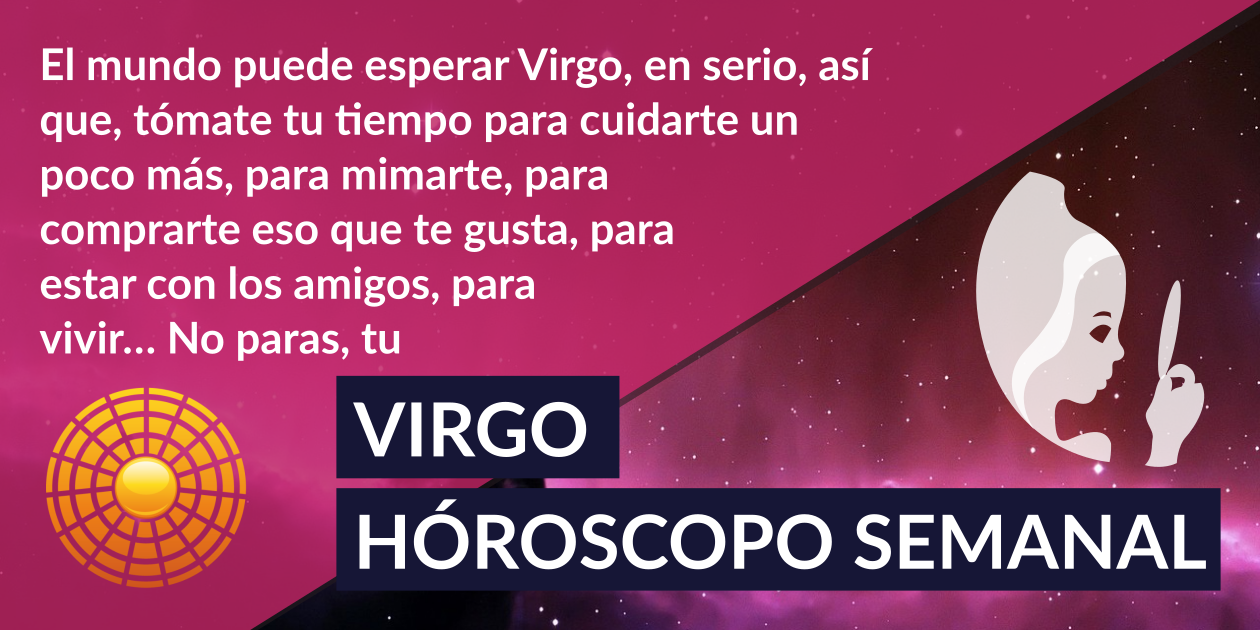 El mundo puede esperar Virgo, en serio, así
que, tómate tu tiempo para cuidarte un
poco más, para mimarte, para
comprarte eso que te gusta, para
estar con los amigos, para
vivir... No paras, tu
VIRGO
HÓROSCOPO SEMANAL